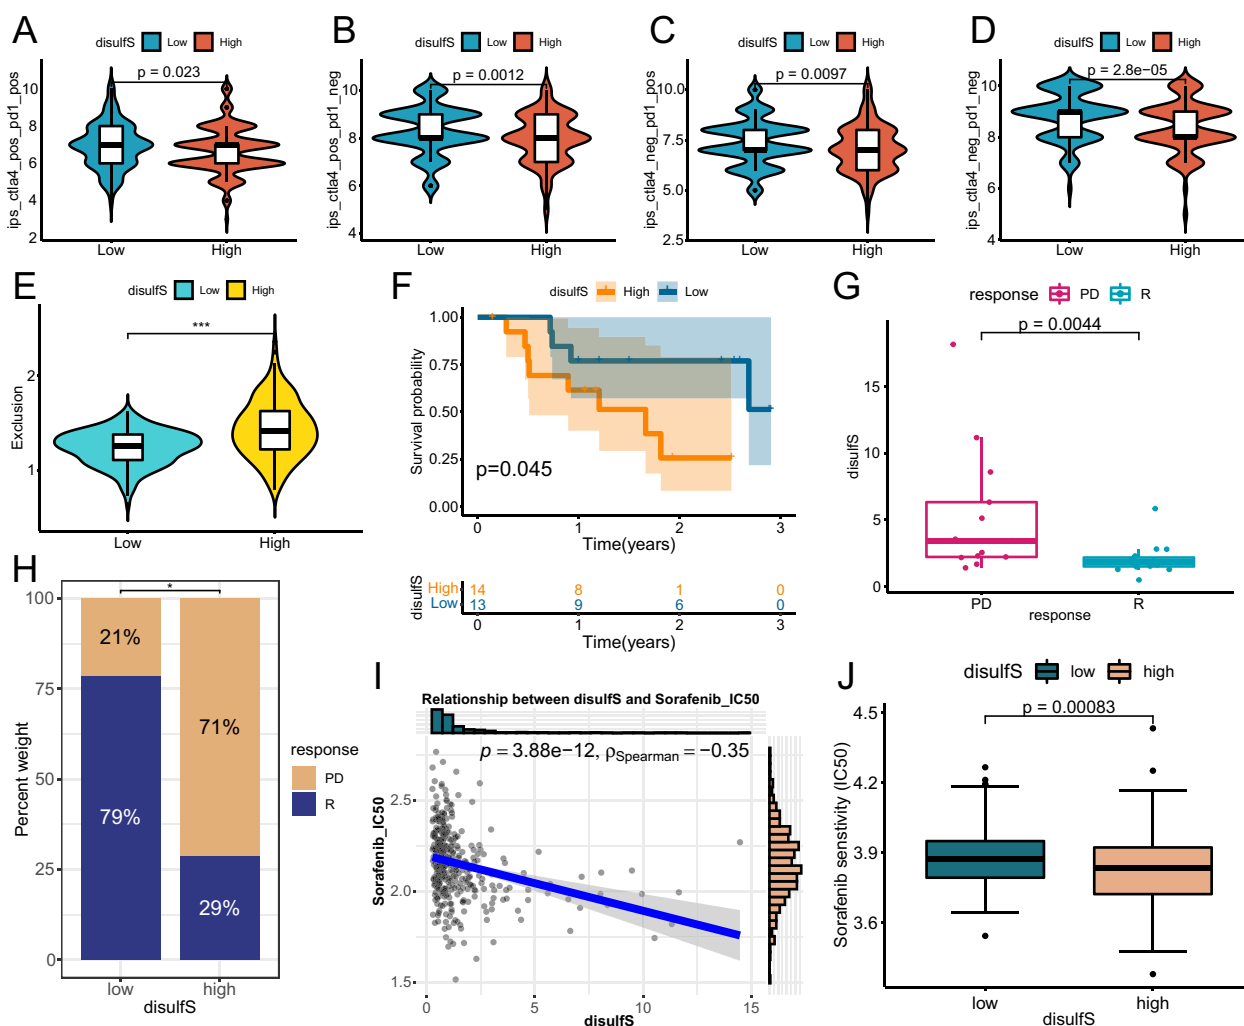 A
disulfS Low High
p = 0.023
ips_ctla4_pos_pd1_pos
10
8
6
4
2
Low High
B
disulfS Low High
p = 0.0012
ips_ctla4_pos_pd1_neg
10
8
6
4
Low High
C
disulfS Low High
p = 0.0097
ips_ctla4_neg_pd1_pos
10.0
7.5
5.0
2.5
Low High
D
disulfS Low High
p = 2.8e−05
ips_ctla4_neg_pd1_neg
10
8
6
4
Low High
E
disulfS Low High
***
Exclusion
2
1
Low High
F
disulfS High Low
Survival probability
1.00
0.75
0.50
0.25
0.00
p=0.045
0 1 2 3
Time(years)
disulfS
High 14 8 1 0
Low 13 9 6 0
0 1 2 3
Time(years)
G
response PD R
p = 0.0044
disulfS
15
10
5
0
PD R
response
H
*
Percent weight
100
75
50
25
0
21%
79%
71%
29%
low high
disulfS
response
PD
R
I
Relationship between disulfS and Sorafenib_IC50
p = 3.88e−12, ρSpearman = −0.35
Sorafenib_IC50
2.5
2.0
1.5
0 5 10 15
disulfS
J
disulfS low high
p = 0.00083
Sorafenib senstivity (IC50)
4.5
4.2
3.9
3.6
low high
disulfS